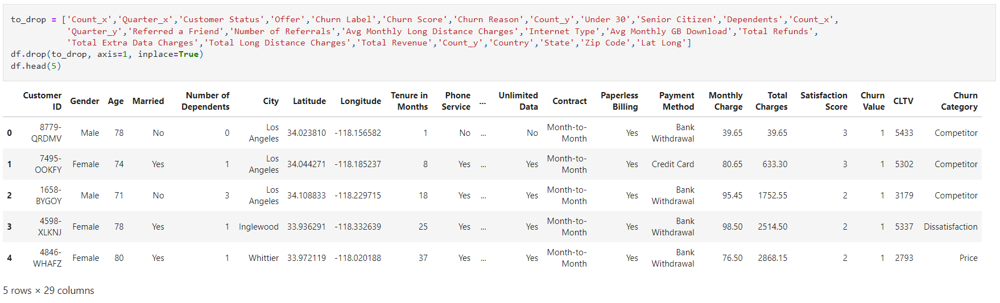 to_drop = ['Count_x','Quarter_x','Customer Status','Offer','Churn Label','Churn Score','Churn Reason','Count_y','Under 30','Senior Citizen','Dependents','Count_x',
'Quarter_y','Referred a Friend','Number of Referrals','Avg Monthly Long Distance Charges','Internet Type','Avg Monthly GB Download','Total Refunds',
'Total Extra Data Charges','Total Long Distance Charges','Total Revenue','Count_y','Country','State','Zip Code','Lat Long']
df.drop(to_drop, axis=1, inplace=True)
df.head(5)
Customer ID Gender Age Married Number of Dependents City Latitude Longitude Tenure in Months Phone Service ... Unlimited Data Contract Paperless Billing Payment Method Monthly Charge Total Charges Satisfaction Score Churn Value CLTV Churn Category
0 8779-QRDMV Male 78 No 0 Los Angeles 34.023810 -118.156582 1 No ... No Month-to-Month Yes Bank Withdrawal 39.65 39.65 3 1 5433 Competitor
1 7495-OOKFY Female 74 Yes 1 Los Angeles 34.044271 -118.185237 8 Yes ... Yes Month-to-Month Yes Credit Card 80.65 633.30 3 1 5302 Competitor
2 1658-BYGOY Male 71 No 3 Los Angeles 34.108833 -118.229715 18 Yes ... Yes Month-to-Month Yes Bank Withdrawal 95.45 1752.55 2 1 3179 Competitor
3 4598-XLKNJ Female 78 Yes 1 Inglewood 33.936291 -118.332639 25 Yes ... Yes Month-to-Month Yes Bank Withdrawal 98.50 2514.50 2 1 5337 Dissatisfaction
4 4846-WHAFZ Female 80 Yes 1 Whittier 33.972119 -118.020188 37 Yes ... Yes Month-to-Month Yes Bank Withdrawal 76.50 2868.15 2 1 2793 Price
5 rows × 29 columns